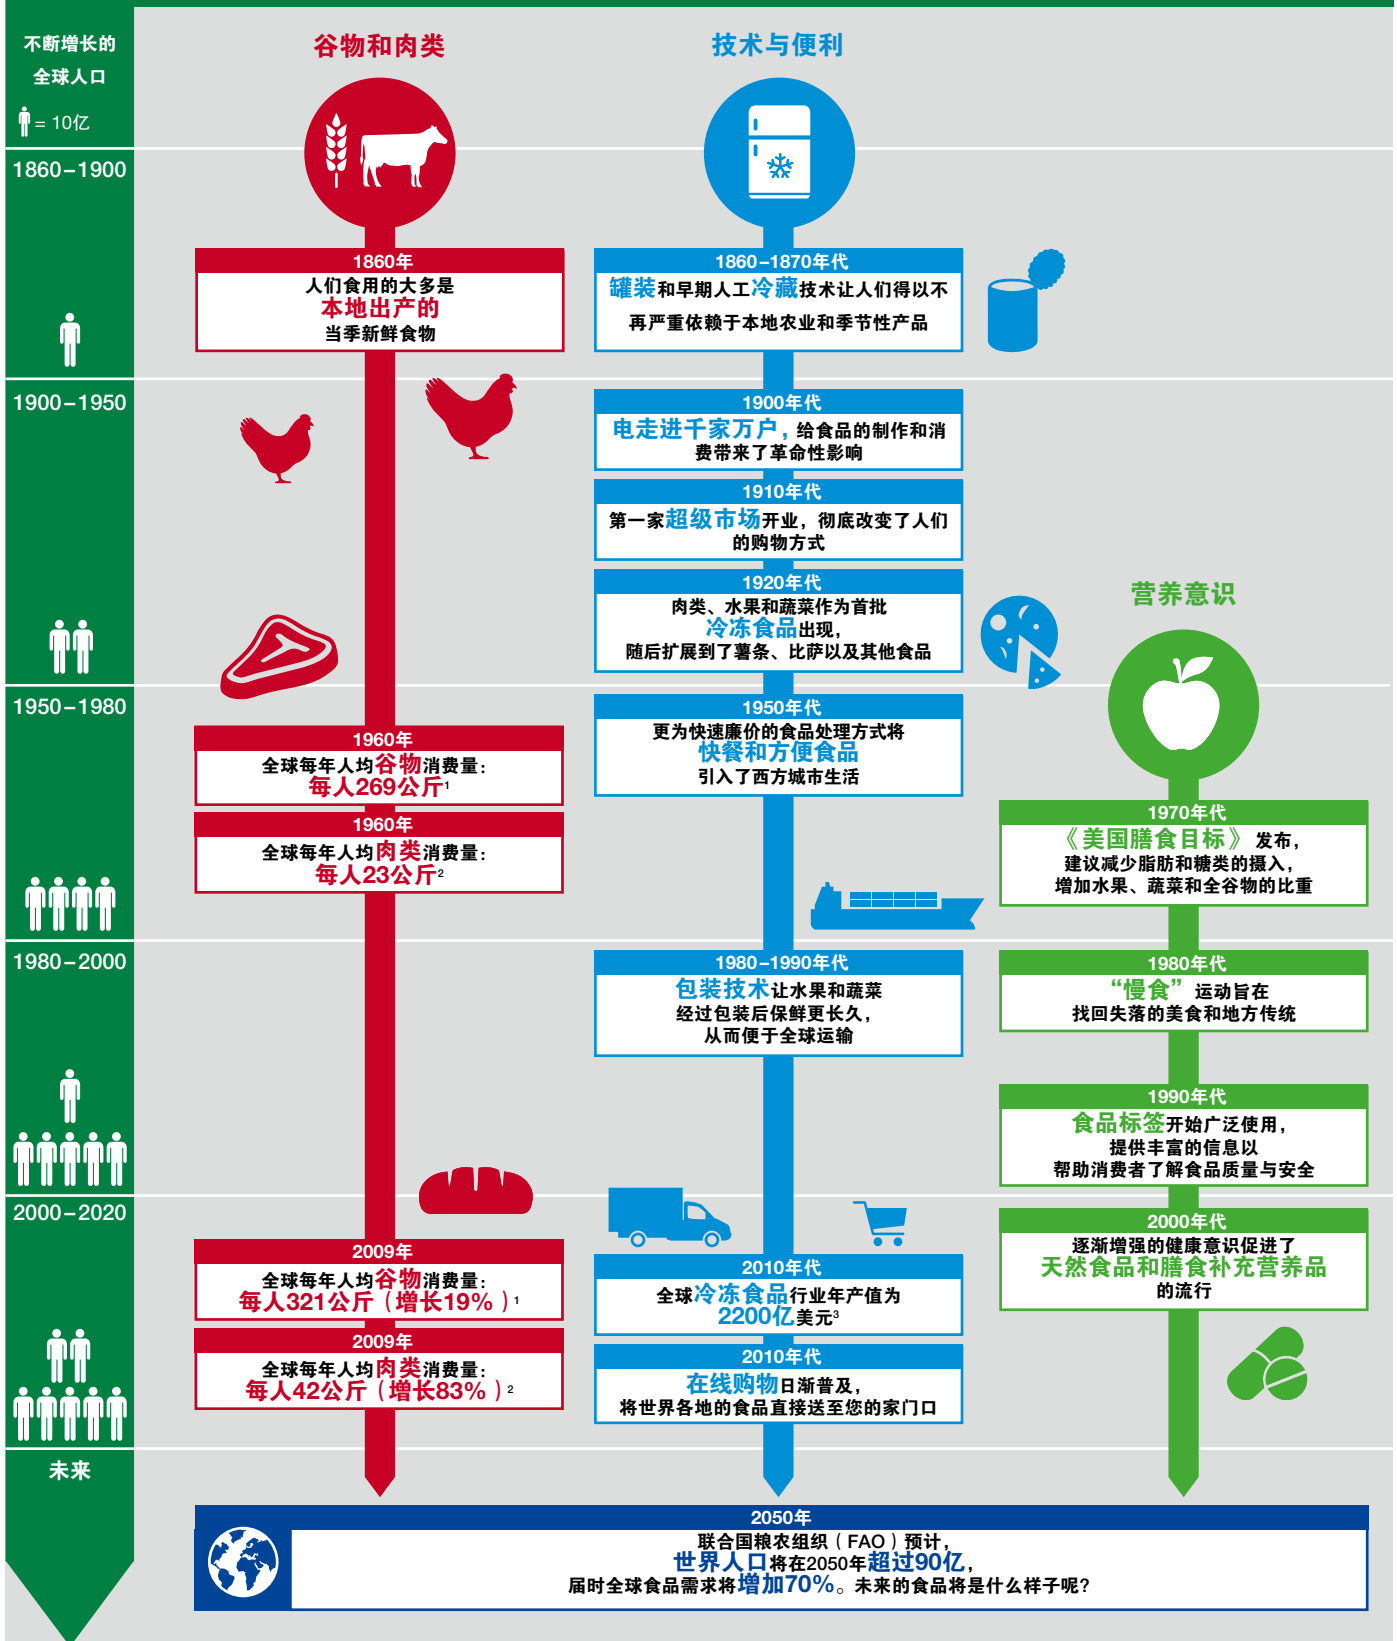 不断增长的
全球人口
= 10亿
谷物和肉类
技术与便利
1860–1900
1860年
人们食用的大多是
本地出产的
当季新鲜食物
1860–1870年代
罐装和早期人工冷藏技术让人们得以不
再严重依赖于本地农业和季节性产品
1900–1950
1900年代
电走进千家万户，给食品的制作和消
费带来了革命性影响
1910年代
第一家超级市场开业，彻底改变了人们
的购物方式
1920年代
肉类、水果和蔬菜作为首批
冷冻食品出现，
随后扩展到了薯条、比萨以及其他食品
营养意识
1950–1980
1960年
全球每年人均谷物消费量：
每人269公斤1
1960年
全球每年人均肉类消费量：
每人23公斤2
1950年代
更为快速廉价的食品处理方式将
快餐和方便食品
引入了西方城市生活
1970年代
《美国膳食目标》发布，
建议减少脂肪和糖类的摄入，
增加水果、蔬菜和全谷物的比重
1980–2000
1980–1990年代
包装技术让水果和蔬菜
经过包装后保鲜更长久，
从而便于全球运输
1980年代
“慢食”运动旨在
找回失落的美食和地方传统
1990年代
食品标签开始广泛使用，
提供丰富的信息以
帮助消费者了解食品质量与安全
2000–2020
2009年
全球每年人均谷物消费量：
每人321公斤（增长19%）1
2009年
全球每年人均肉类消费量：
每人42公斤（增长83%）2
2010年代
全球冷冻食品行业年产值为
2200亿美元3
2010年代
在线购物日渐普及，
将世界各地的食品直接送至您的家门口
2000年代
逐渐增强的健康意识促进了
天然食品和膳食补充营养品
的流行
未来
2050年
联合国粮农组织（FAO）预计，
世界人口将在2050年超过90亿，
届时全球食品需求将增加70%。未来的食品将是什么样子呢？